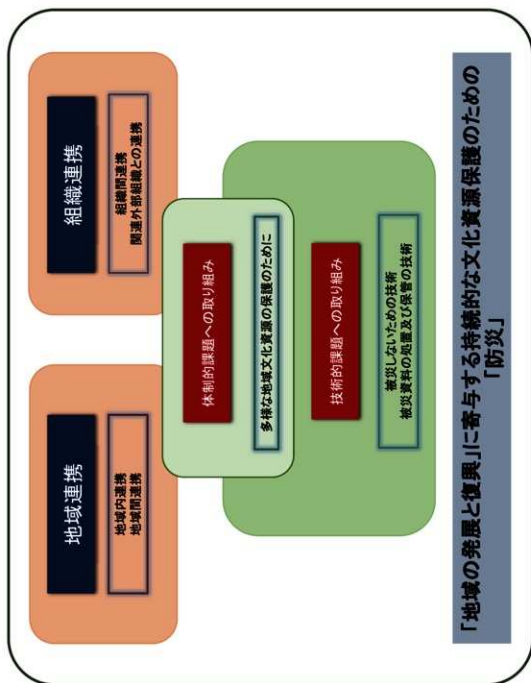 地域連携
地域内連携
地域間連携
組織連携
組織間連携
関連外部組織との連携
体制的課題への取り組み
多様な地域文化資源の保護のために
技術的課題への取り組み
被災しないための技術
被災資料の処置及び保管の技術
「地域の発展と復興」に寄与する持続的な文化資源保護のための
「防災」